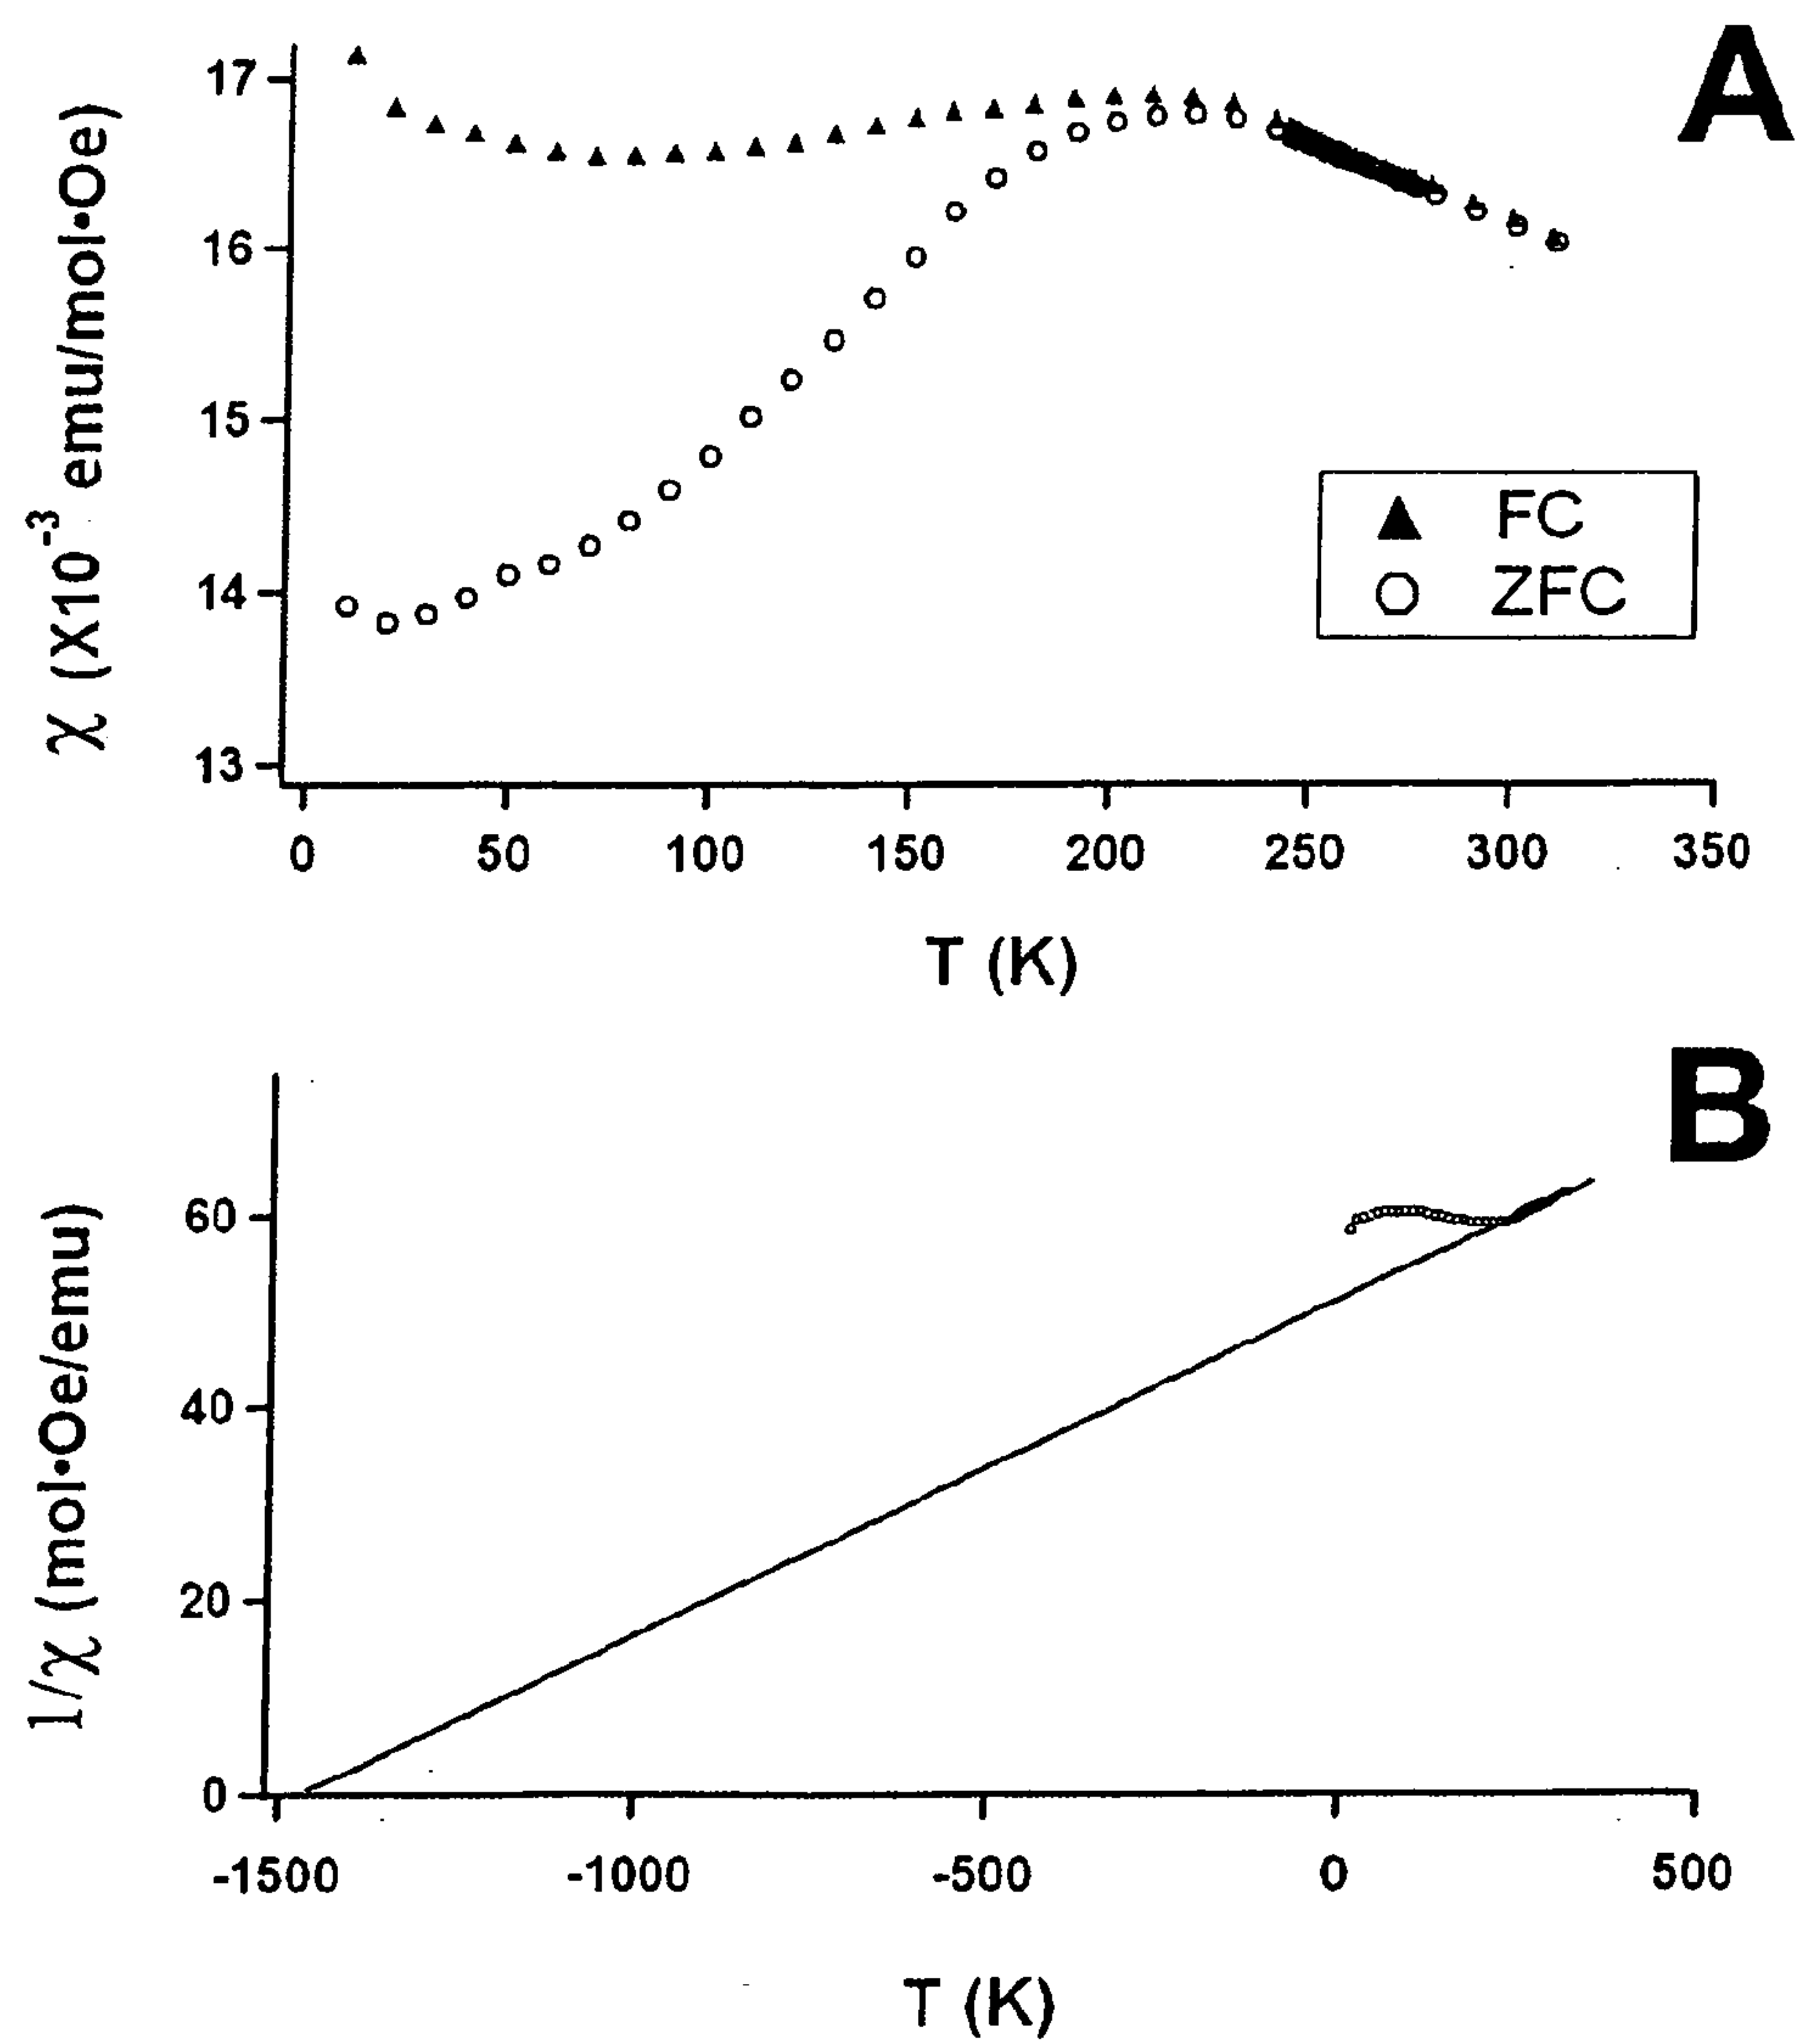 A
17
16
15
14
13
χ (X10⁻³ emu/mol•Oe)
FC
ZFC
0 50 100 150 200 250 300 350
T (K)
B
60
40
20
0
1/χ (mol•Oe/emu)
-1500 -1000 -500 0 500
T (K)